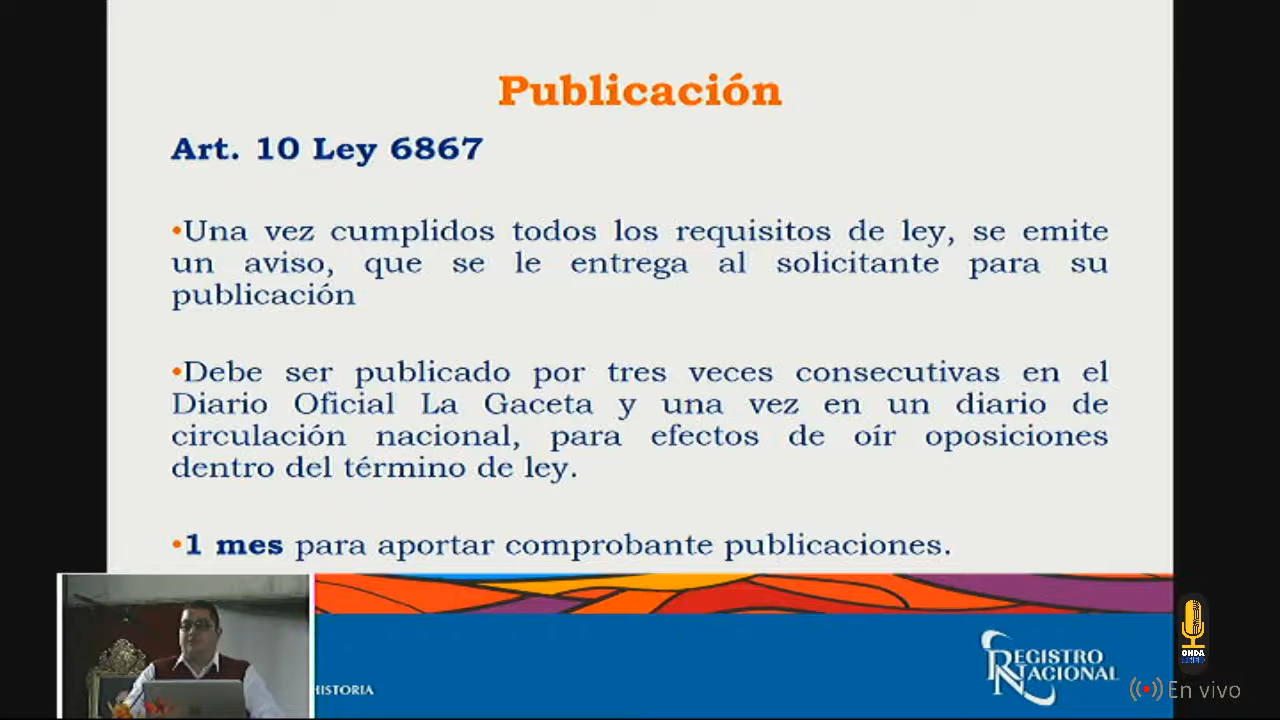 Publicación
Art. 10 Ley 6867
•Una vez cumplidos todos los requisitos de ley, se emite
un aviso, que se le entrega al solicitante para su
publicación
•Debe ser publicado por tres veces consecutivas en el
Diario Oficial La Gaceta y una vez en un diario de
circulación nacional, para efectos de oír oposiciones
dentro del término de ley.
•1 mes para aportar comprobante publicaciones.
HISTORIA
REGISTRO
NACIONAL
ONDA
UNED
En vivo